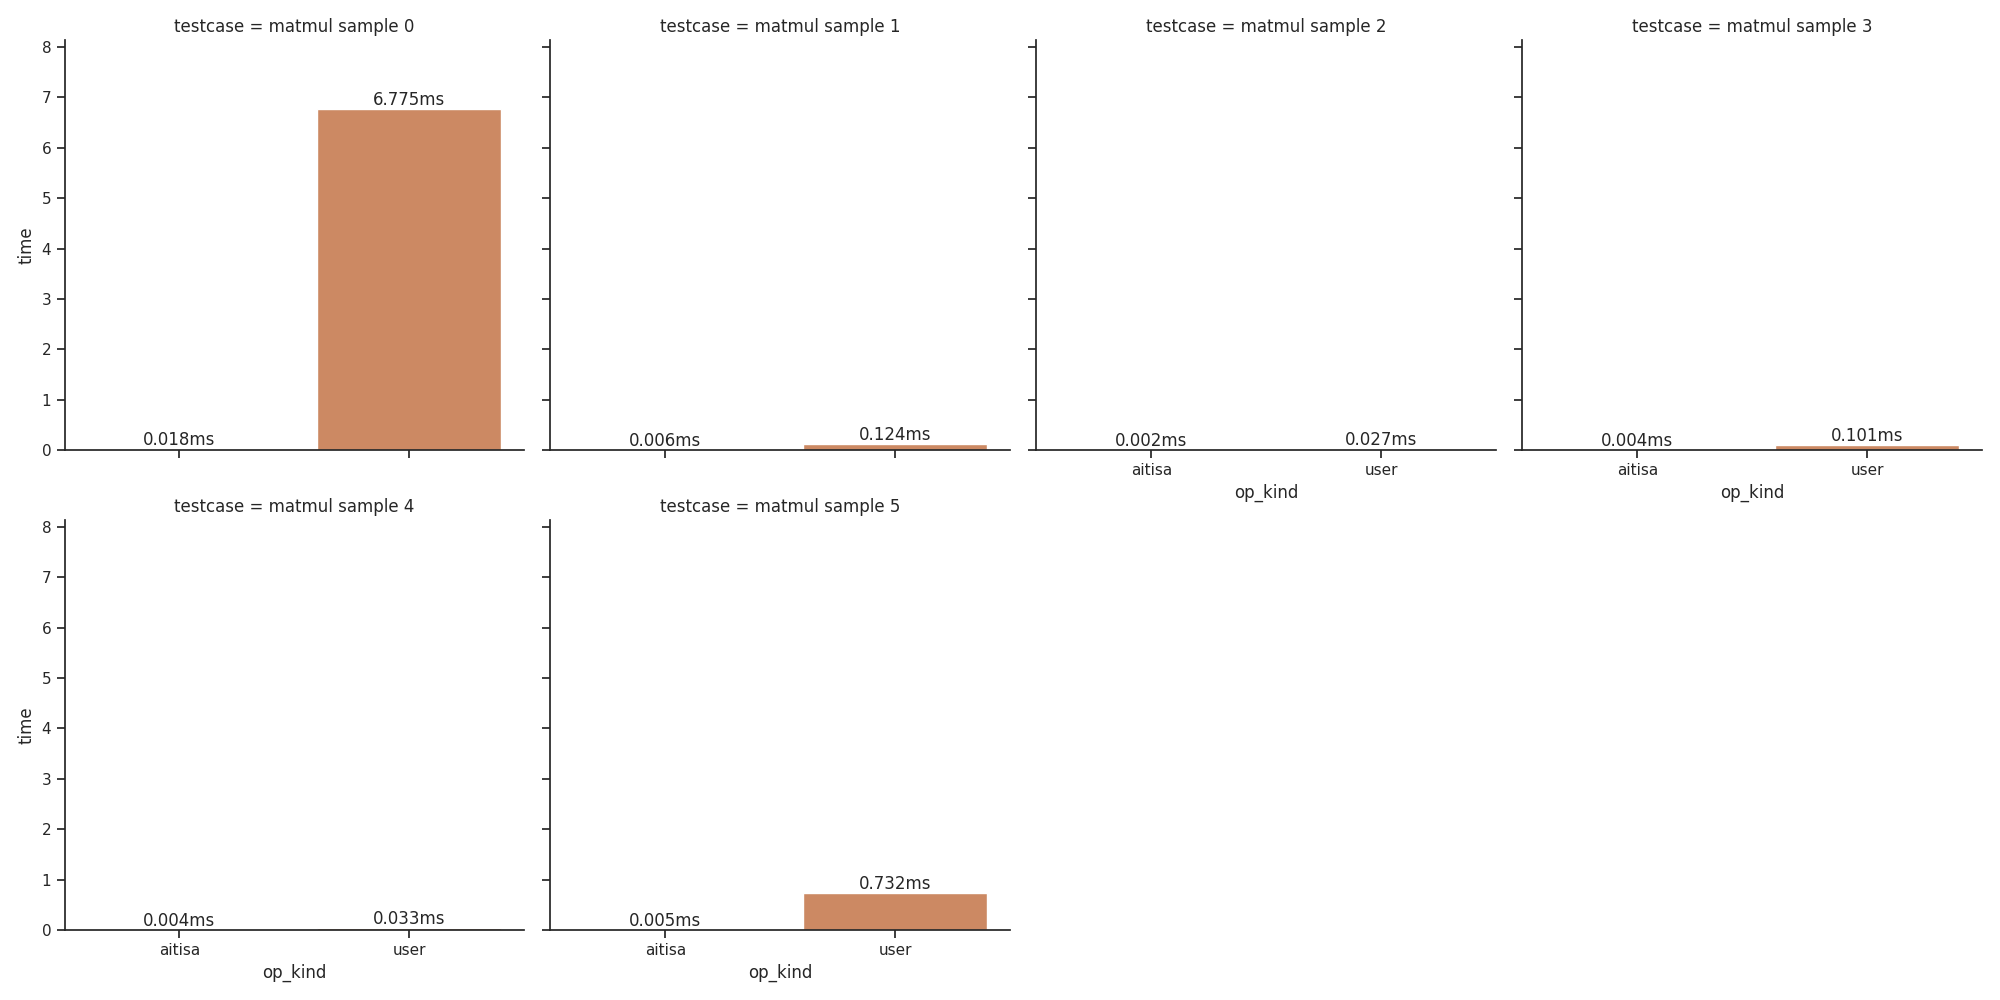 testcase = matmul sample 0
testcase = matmul sample 1
testcase = matmul sample 2
testcase = matmul sample 3
8
7
6
5
4
3
2
1
0
time
0.018ms
6.775ms
0.006ms
0.124ms
0.002ms
0.027ms
aitisa
user
op_kind
0.004ms
0.101ms
aitisa
user
op_kind
testcase = matmul sample 4
testcase = matmul sample 5
8
7
6
5
4
3
2
1
0
time
0.004ms
0.033ms
aitisa
user
op_kind
0.005ms
0.732ms
aitisa
user
op_kind